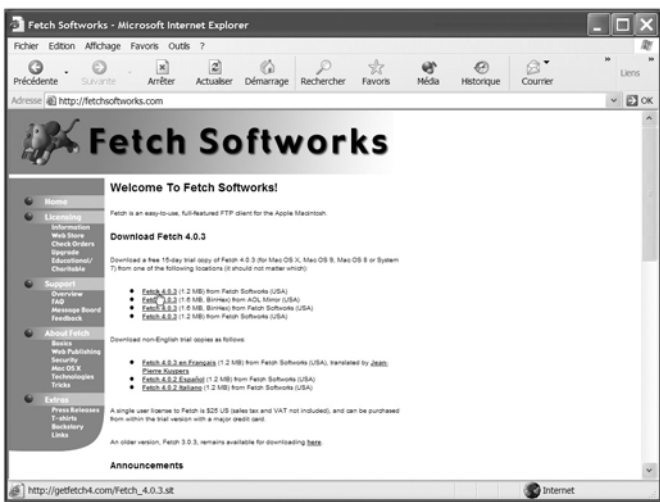 Fetch Softworks - Microsoft Internet Explorer
Fichier Edition Affichage Favoris Outils ?
Précédente Suivante Arrêter Actualiser Démarrage Rechercher Favoris Média Historique Courrier » Liens »
Adresse http://fetchsoftworks.com OK
Fetch Softworks
Home
Licensing
Information
Web Store
Check Orders
Upgrade
Educational/
Charitable
Support
Overview
FAQ
Message Board
Feedback
About Fetch
Basics
Web Publishing
Security
Mac OS X
Technologies
Tricks
Extras
Press Releases
T-shirts
Backstory
Links
Welcome To Fetch Softworks!
Fetch is an easy-to-use, full-featured FTP client for the Apple Macintosh.
Download Fetch 4.0.3
Download a free 15-day trial copy of Fetch 4.0.3 (for Mac OS X, Mac OS 9, Mac OS 8 or System
7) from one of the following locations (it should not matter which):
Fetch 4.0.3 (1.2 MB) from Fetch Softworks (USA)
Fetch 4.0.3 (1.6 MB, BinHex) from AOL Mirror (USA)
Fetch 4.0.3 (1.6 MB, BinHex) from Fetch Softworks (USA)
Fetch 4.0.3 (1.2 MB) from Fetch Softworks (USA)
Download non-English trial copies as follows:
Fetch 4.0.3 en Français (1.2 MB) from Fetch Softworks (USA), translated by Jean-
Pierre Kuypers
Fetch 4.0.2 Español (1.2 MB) from Fetch Softworks (USA)
Fetch 4.0.2 Italiano (1.2 MB) from Fetch Softworks (USA)
A single user license to Fetch is $25 US (sales tax and VAT not included), and can be purchased
from within the trial version with a major credit card.
An older version, Fetch 3.0.3, remains available for downloading here.
Announcements
http://getfetch4.com/Fetch_4.0.3.sit Internet